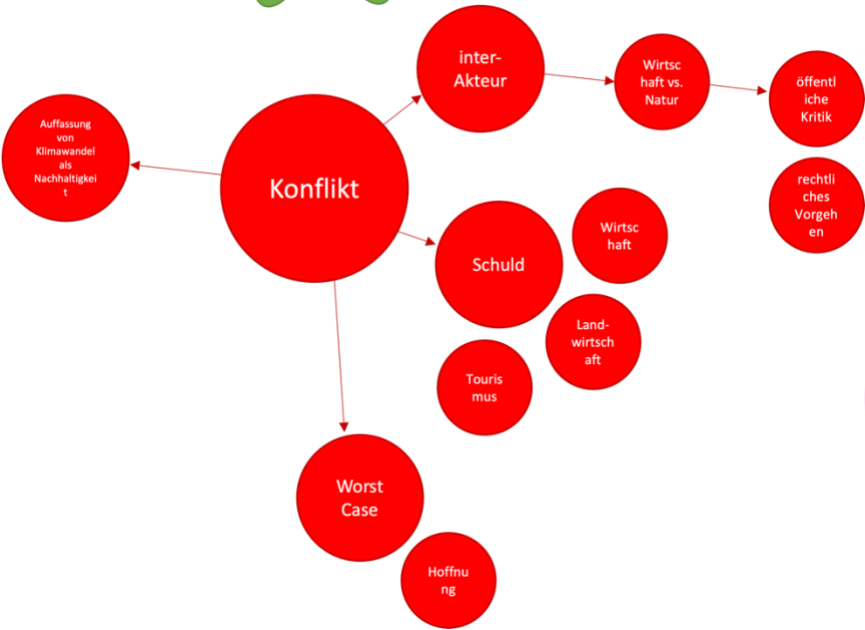 inter-
Akteur
Wirtsc
haft vs.
Natur
öffentl
iche
Kritik
Auffassung
von
Klimawandel
als
Nachhaltigkei
t
Konflikt
rechtli
ches
Vorgeh
en
Schuld
Wirtsc
haft
Land-
wirtsch
aft
Touris
mus
Worst
Case
Hoffnu
ng